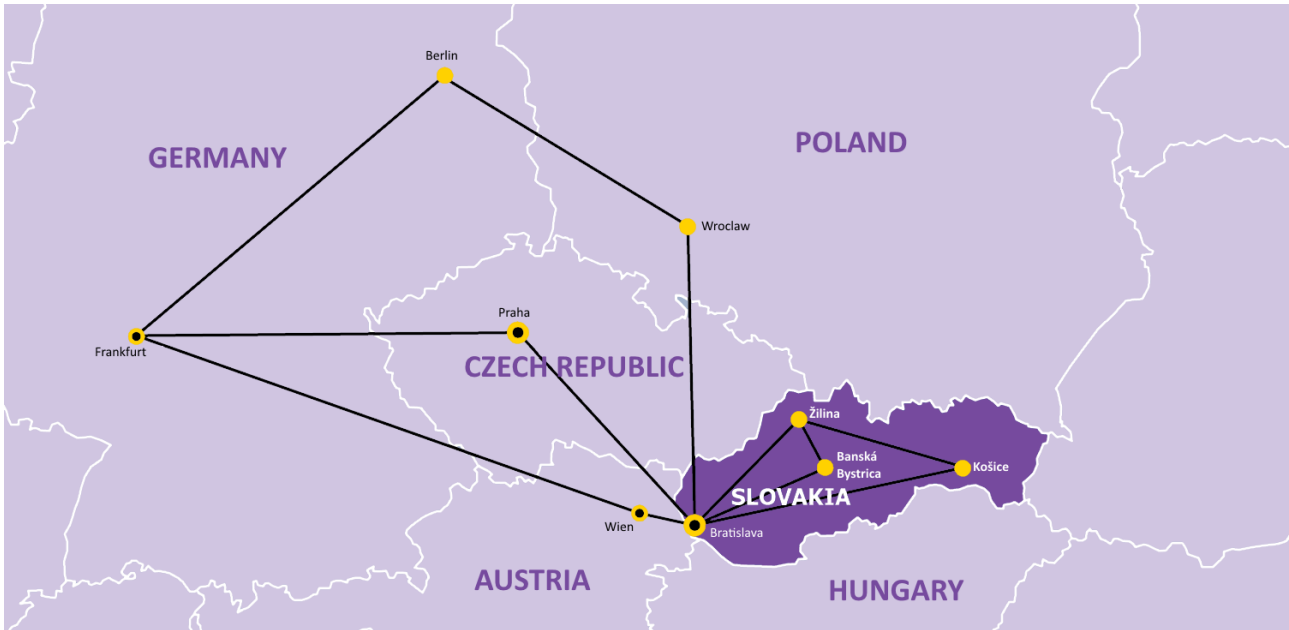 Berlin
POLAND
GERMANY
Wroclaw
Praha
Frankfurt
CZECH REPUBLIC
Žilina
Banská
Bystrica
Košice
SLOVAKIA
Wien
Bratislava
AUSTRIA
HUNGARY